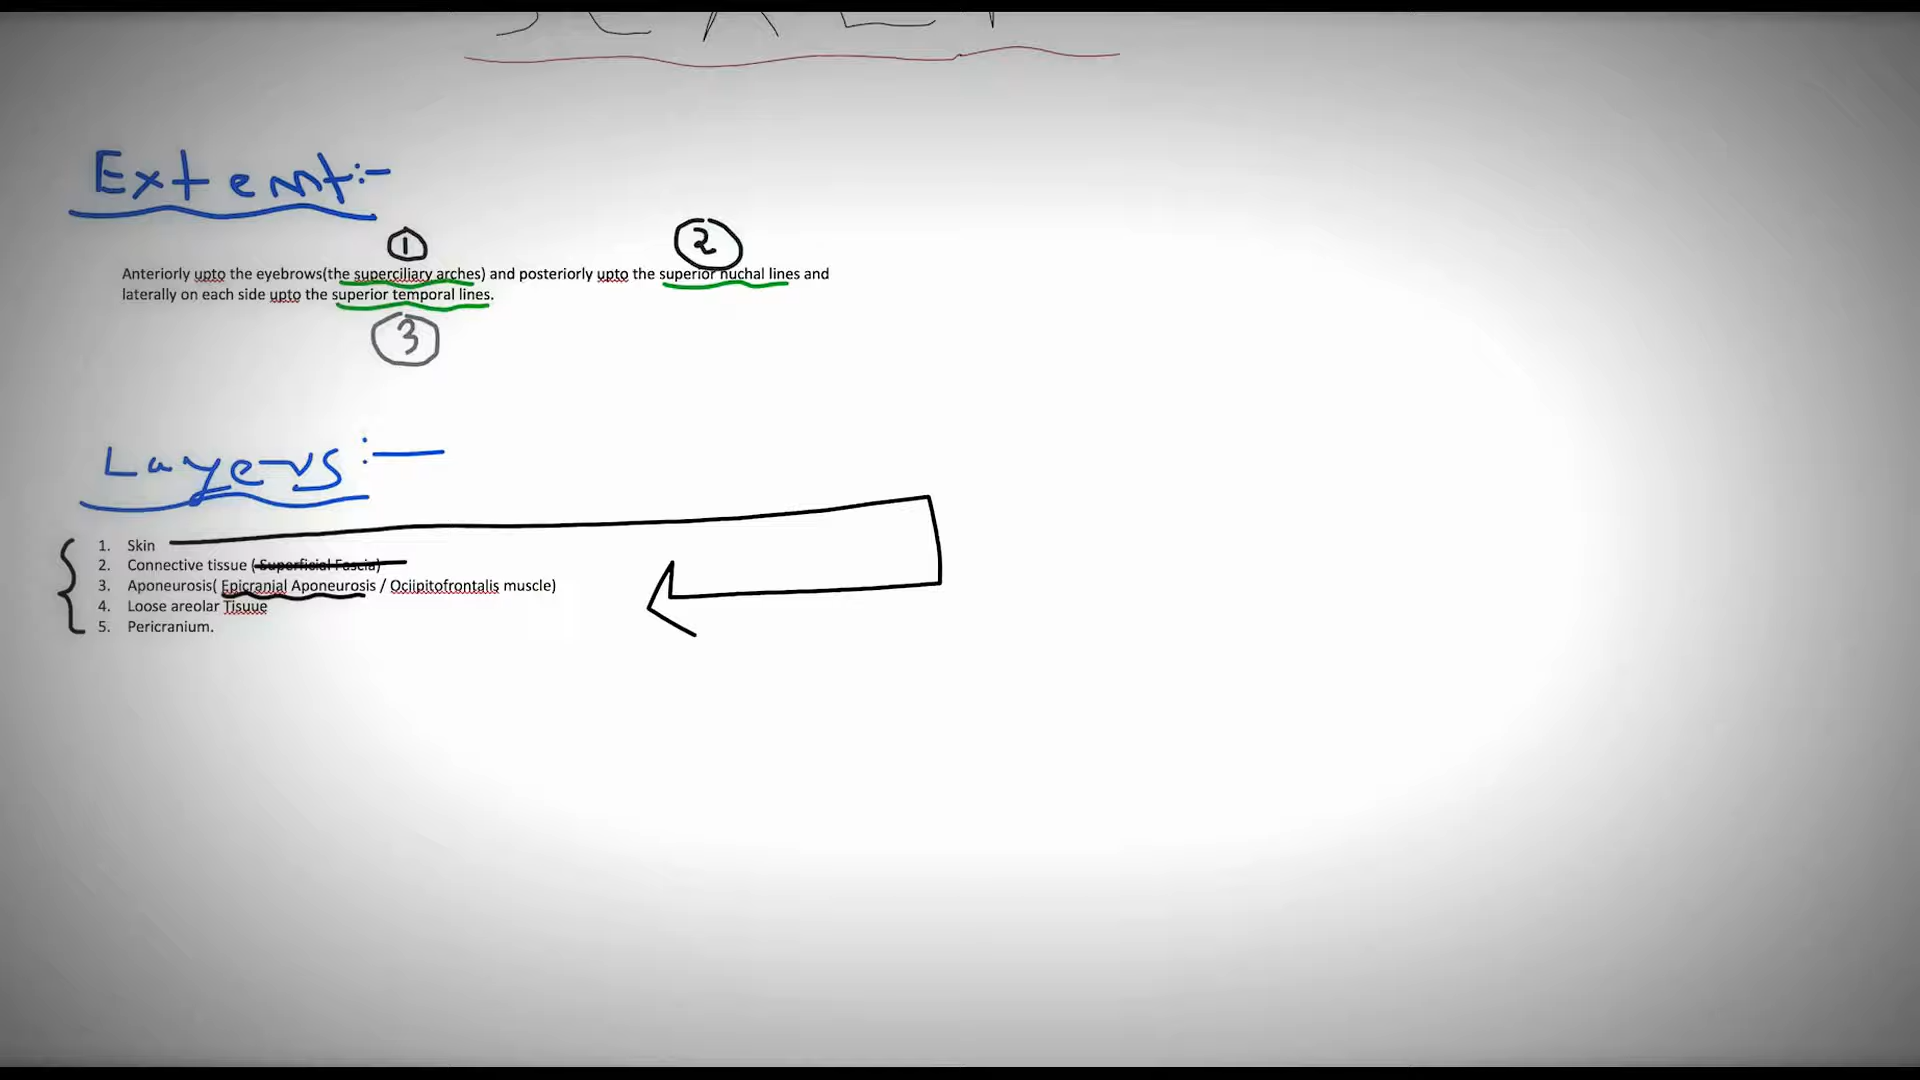 SCALP
Extent:-
1 2
Anteriorly upto the eyebrows(the superciliary arches) and posteriorly upto the superior nuchal lines and
laterally on each side upto the superior temporal lines.
3
Layers:-
1. Skin
2. Connective tissue ( Superficial Fascia)
3. Aponeurosis( Epicranial Aponeurosis / Ociipitofrontalis muscle)
4. Loose areolar Tisuue
5. Pericranium.